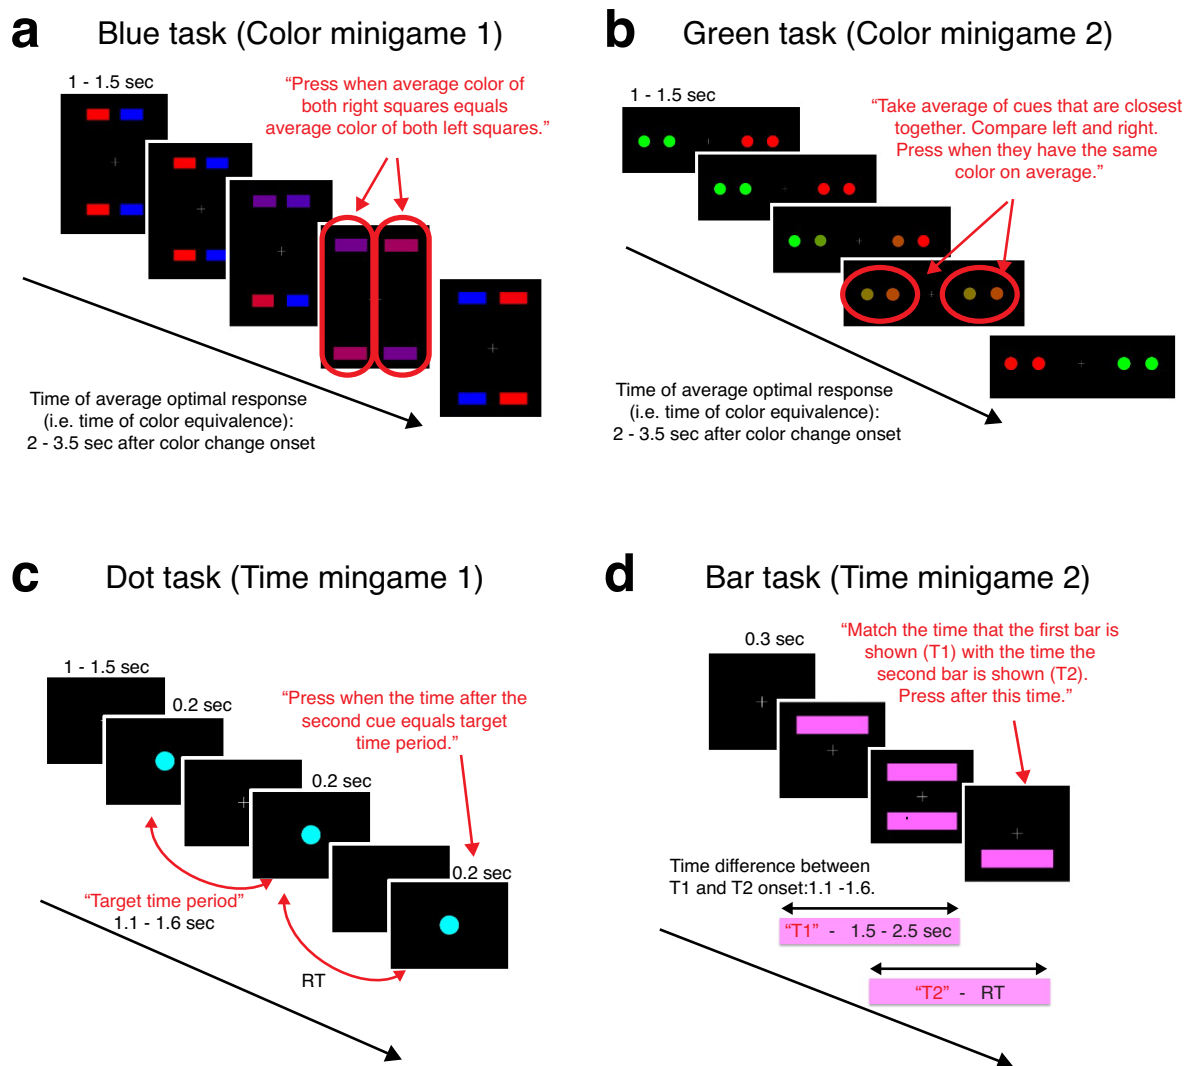 a Blue task (Color minigame 1)
1 - 1.5 sec
“Press when average color of
both right squares equals
average color of both left squares.”
Time of average optimal response
(i.e. time of color equivalence):
2 - 3.5 sec after color change onset
b Green task (Color minigame 2)
1 - 1.5 sec
“Take average of cues that are closest
together. Compare left and right.
Press when they have the same
color on average.”
Time of average optimal response
(i.e. time of color equivalence):
2 - 3.5 sec after color change onset
c Dot task (Time mingame 1)
1 - 1.5 sec
0.2 sec
“Press when the time after the
second cue equals target
time period.”
0.2 sec
0.2 sec
“Target time period”
1.1 - 1.6 sec
RT
d Bar task (Time minigame 2)
0.3 sec
“Match the time that the first bar is
shown (T1) with the time the
second bar is shown (T2).
Press after this time.”
Time difference between
T1 and T2 onset:1.1 -1.6.
“T1” - 1.5 - 2.5 sec
“T2” - RT